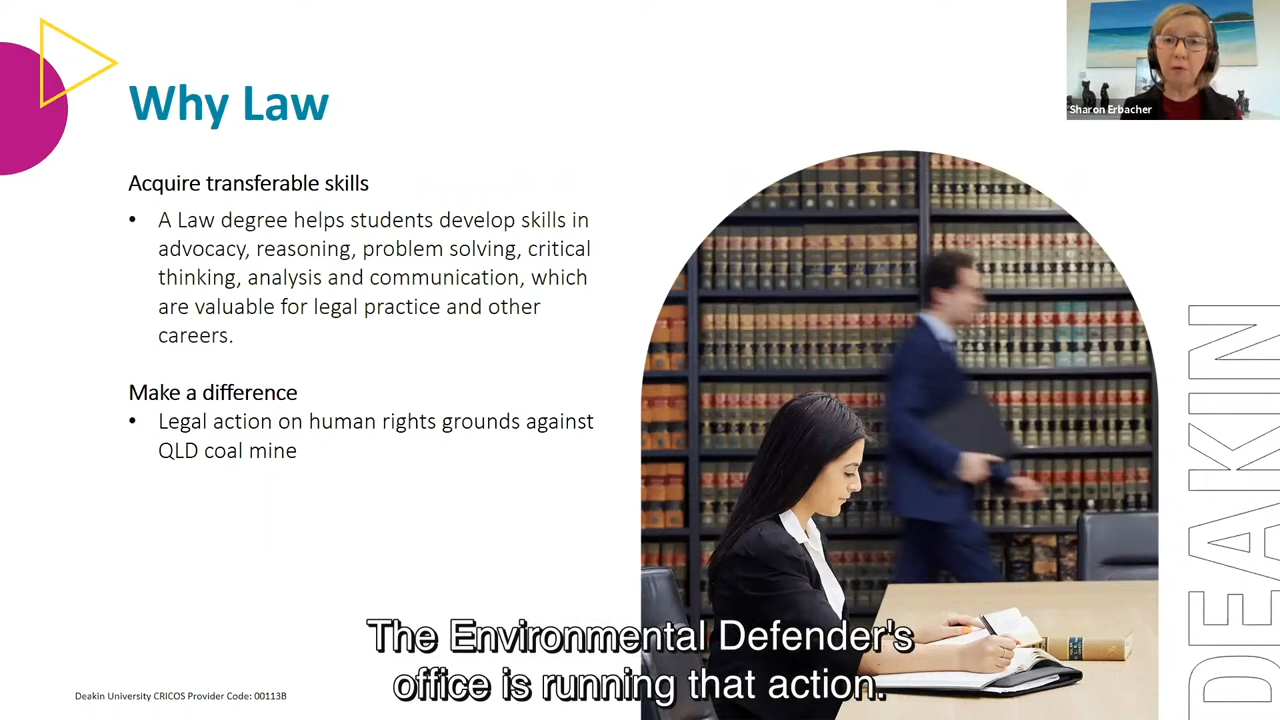 Why Law
Sharon Erbacher
Acquire transferable skills
• A Law degree helps students develop skills in
advocacy, reasoning, problem solving, critical
thinking, analysis and communication, which
are valuable for legal practice and other
careers.
Make a difference
• Legal action on human rights grounds against
QLD coal mine
DEAKIN
The Environmental Defender's
office is running that action.
Deakin University CRICOS Provider Code: 00113B